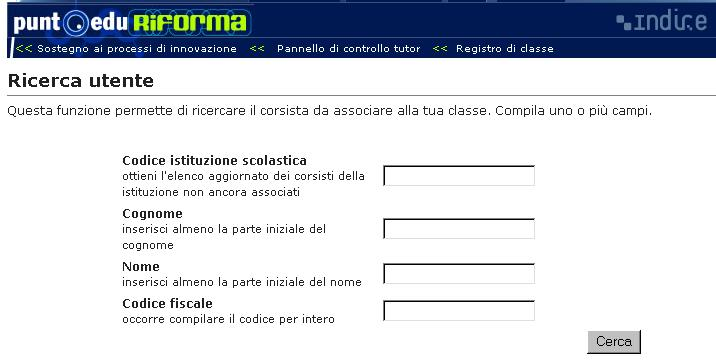 punt edu RiFORMA
indice
<< Sostegno ai processi di innovazione << Pannello di controllo tutor << Registro di classe
Ricerca utente
Questa funzione permette di ricercare il corsista da associare alla tua classe. Compila uno o più campi.
Codice istituzione scolastica
ottieni l'elenco aggiornato dei corsisti della
istituzione non ancora associati
Cognome
inserisci almeno la parte iniziale del
cognome
Nome
inserisci almeno la parte iniziale del nome
Codice fiscale
occorre compilare il codice per intero
Cerca